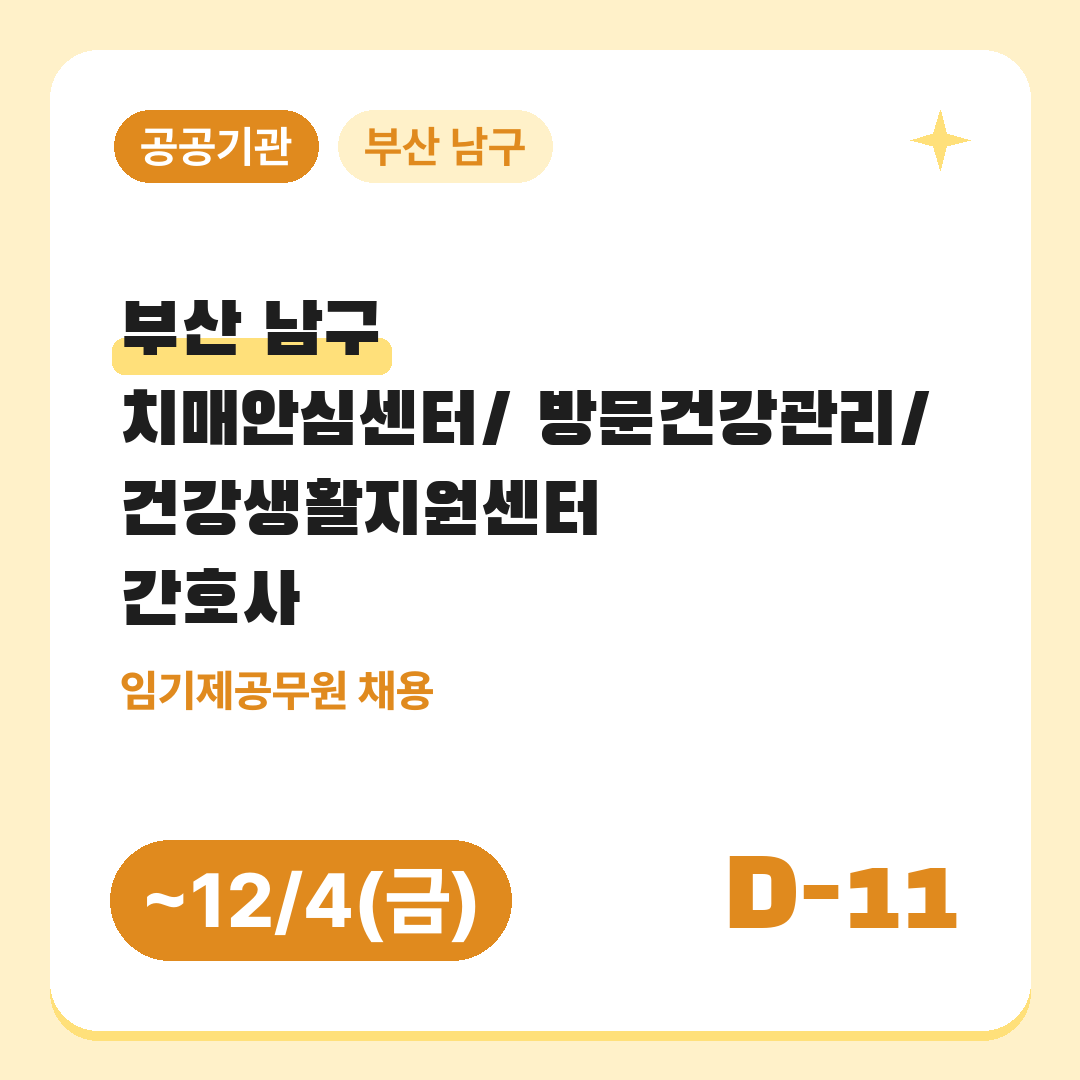 공공기관 부산 남구
부산 남구
치매안심센터/ 방문건강관리/
건강생활지원센터
간호사
임기제공무원 채용
~12/4(금) D-11